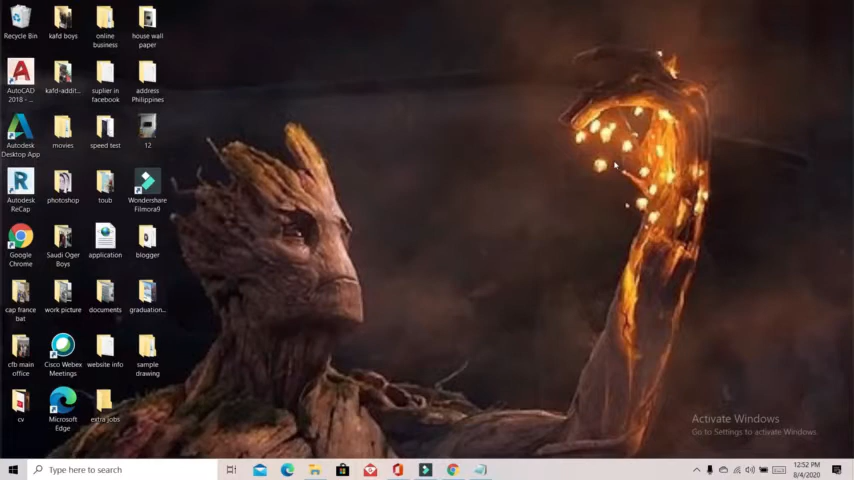 Recycle Bin
kafd boys
online
business
house wall
paper
AutoCAD
2018 - ...
kafd-addit...
suplier in
facebook
address
Philippines
Autodesk
Desktop App
movies
speed test
12
Autodesk
ReCap
photoshop
toub
Wondershare
Filmora9
Google
Chrome
Saudi Oger
Boys
application
blogger
cap france
bat
work picture
documents
graduation...
cfb main
office
Cisco Webex
Meetings
website info
sample
drawing
cv
Microsoft
Edge
extra jobs
Activate Windows
Go to Settings to activate Windows.
Type here to search
12:52 PM
8/4/2020